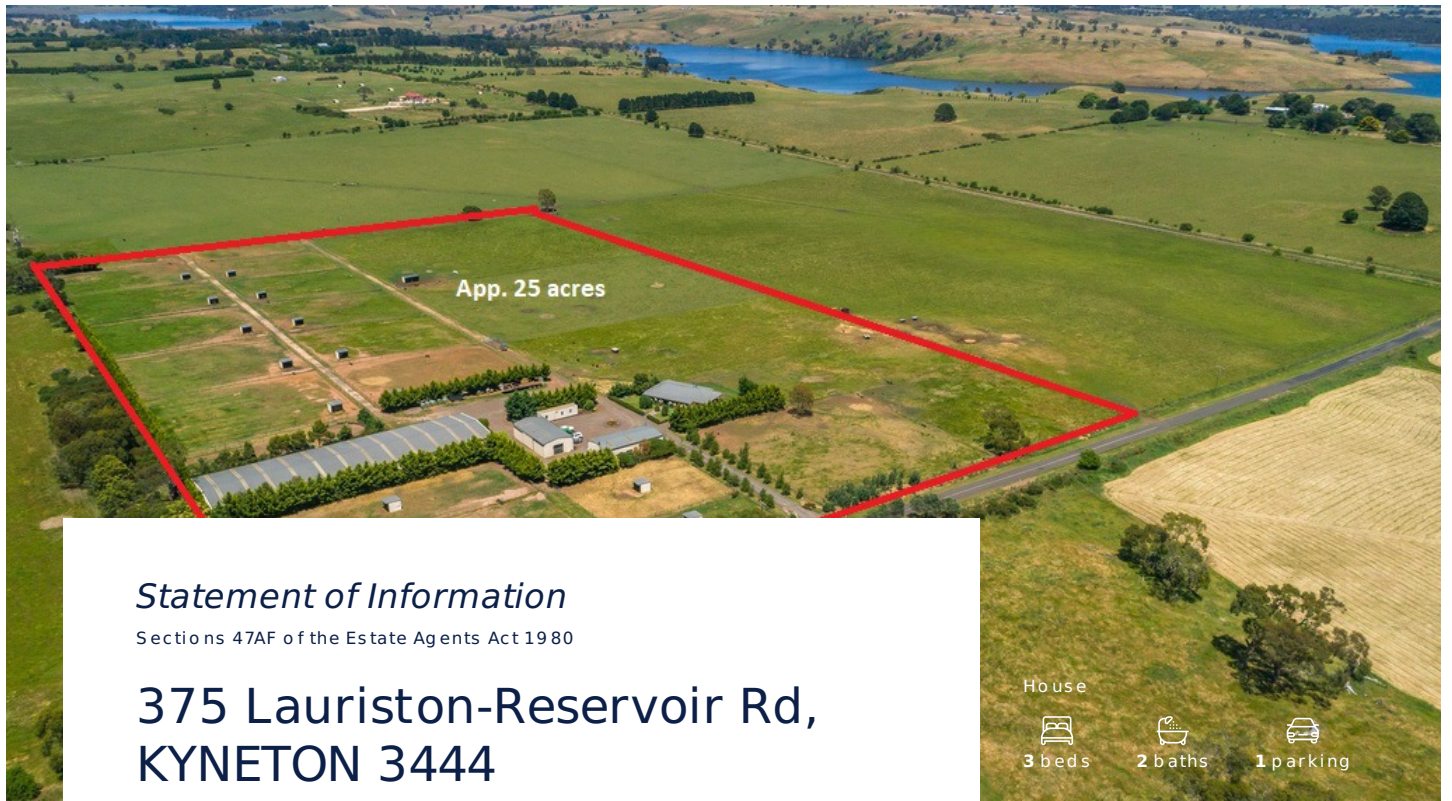 App. 25 acres
Statement of Information
Sections 47AF of the Estate Agents Act 1980
375 Lauriston-Reservoir Rd,
KYNETON 3444
House
3 beds 2 baths 1 parking